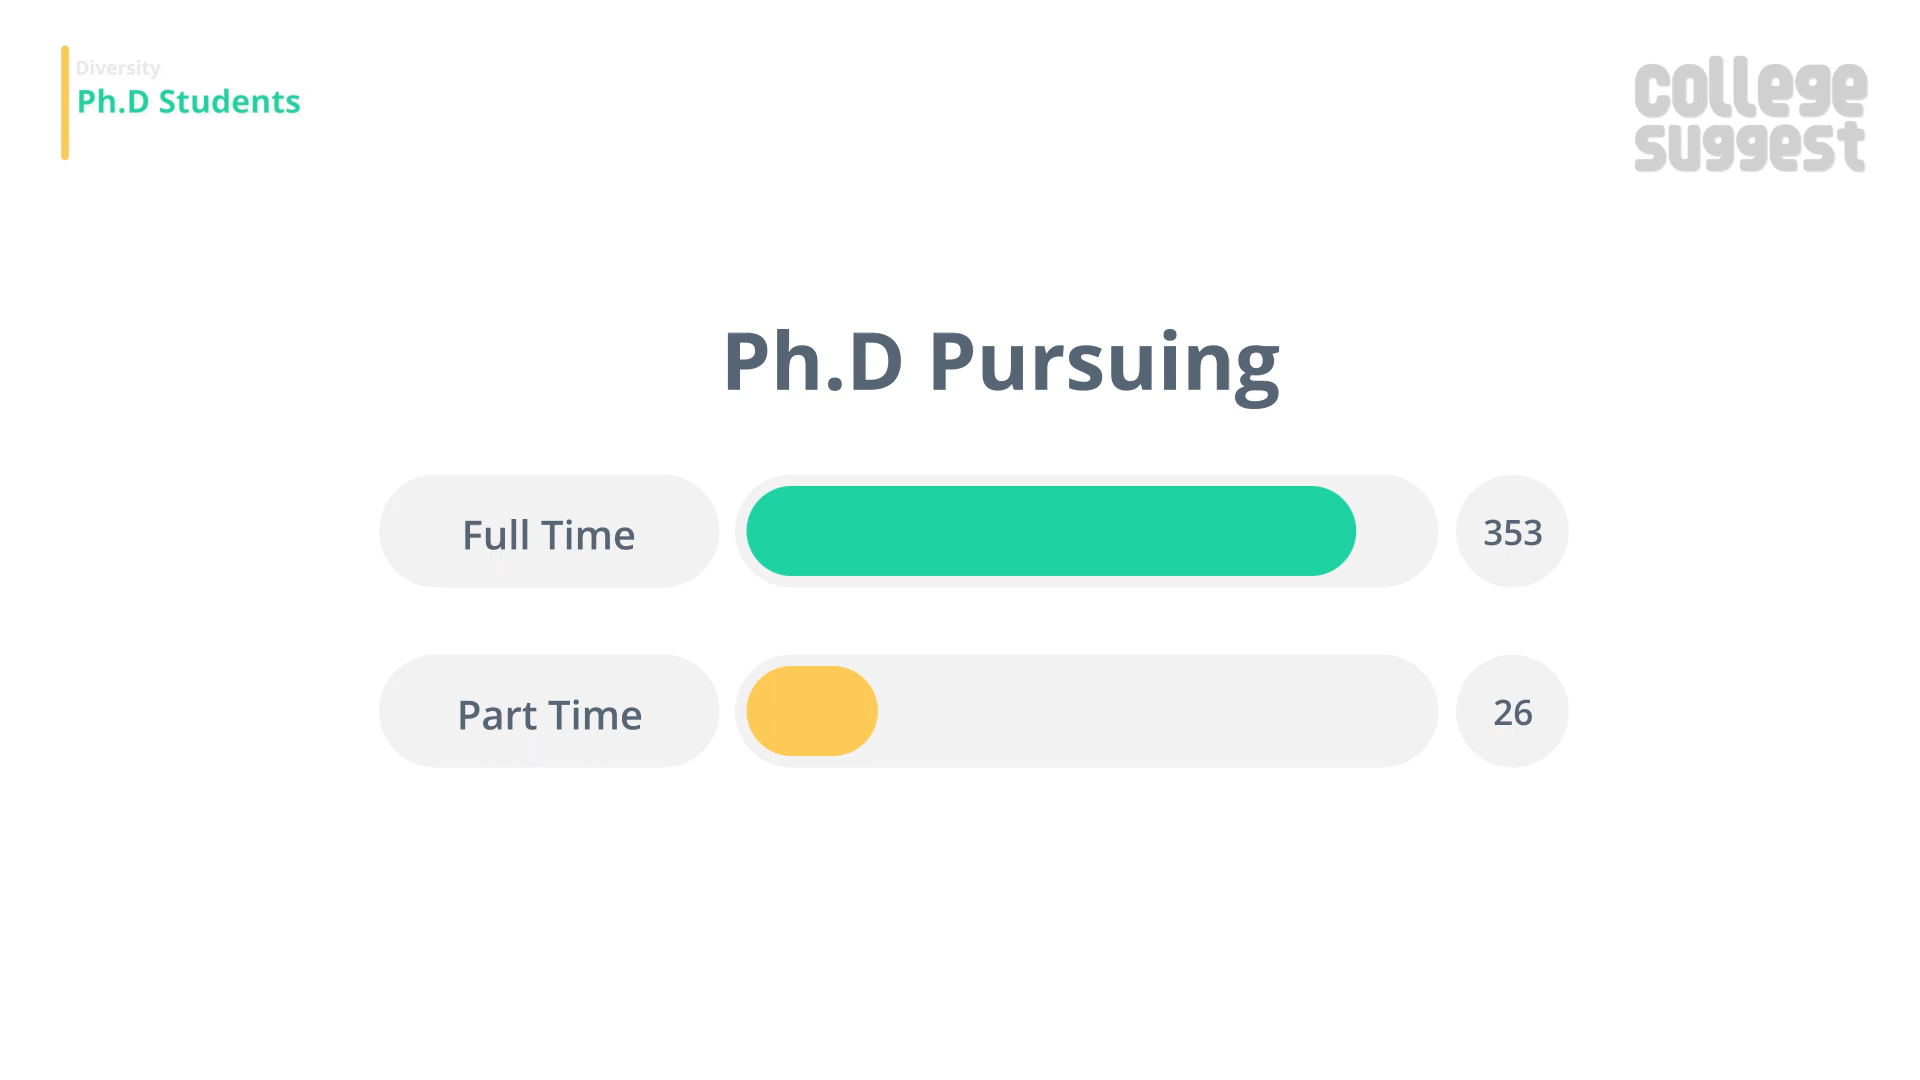 Diversity
Ph.D Students
college
suggest
Ph.D Pursuing
Full Time
353
Part Time
26